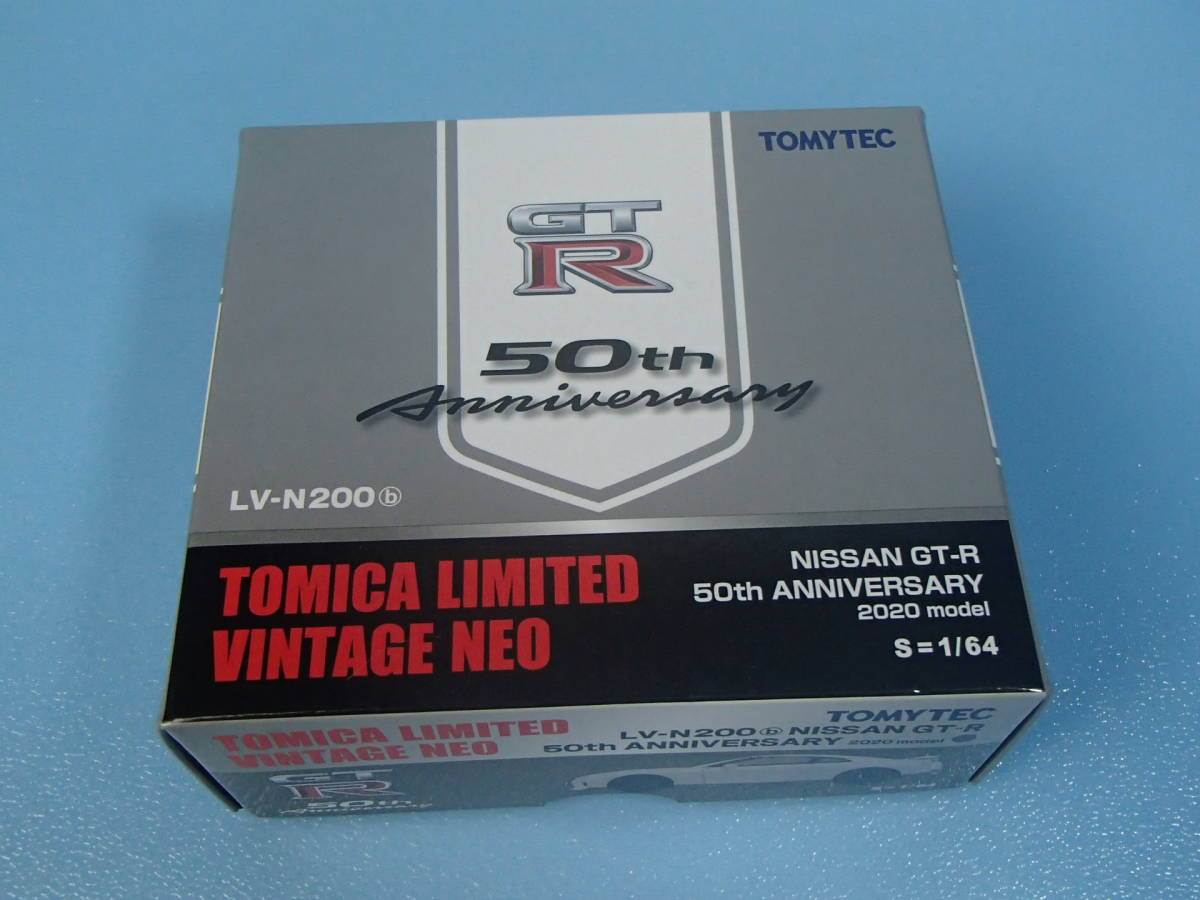 TOMYTEC
GT
R
50th
Anniversary
LV-N200ⓑ
TOMICA LIMITED
VINTAGE NEO
NISSAN GT-R
50th ANNIVERSARY
2020 model
S=1/64
TOMICA LIMITED
VINTAGE NEO
TOMYTEC
LV-N200ⓑ NISSAN GT-R
50th ANNIVERSARY 2020 model
GT
R
50th
Anniversary